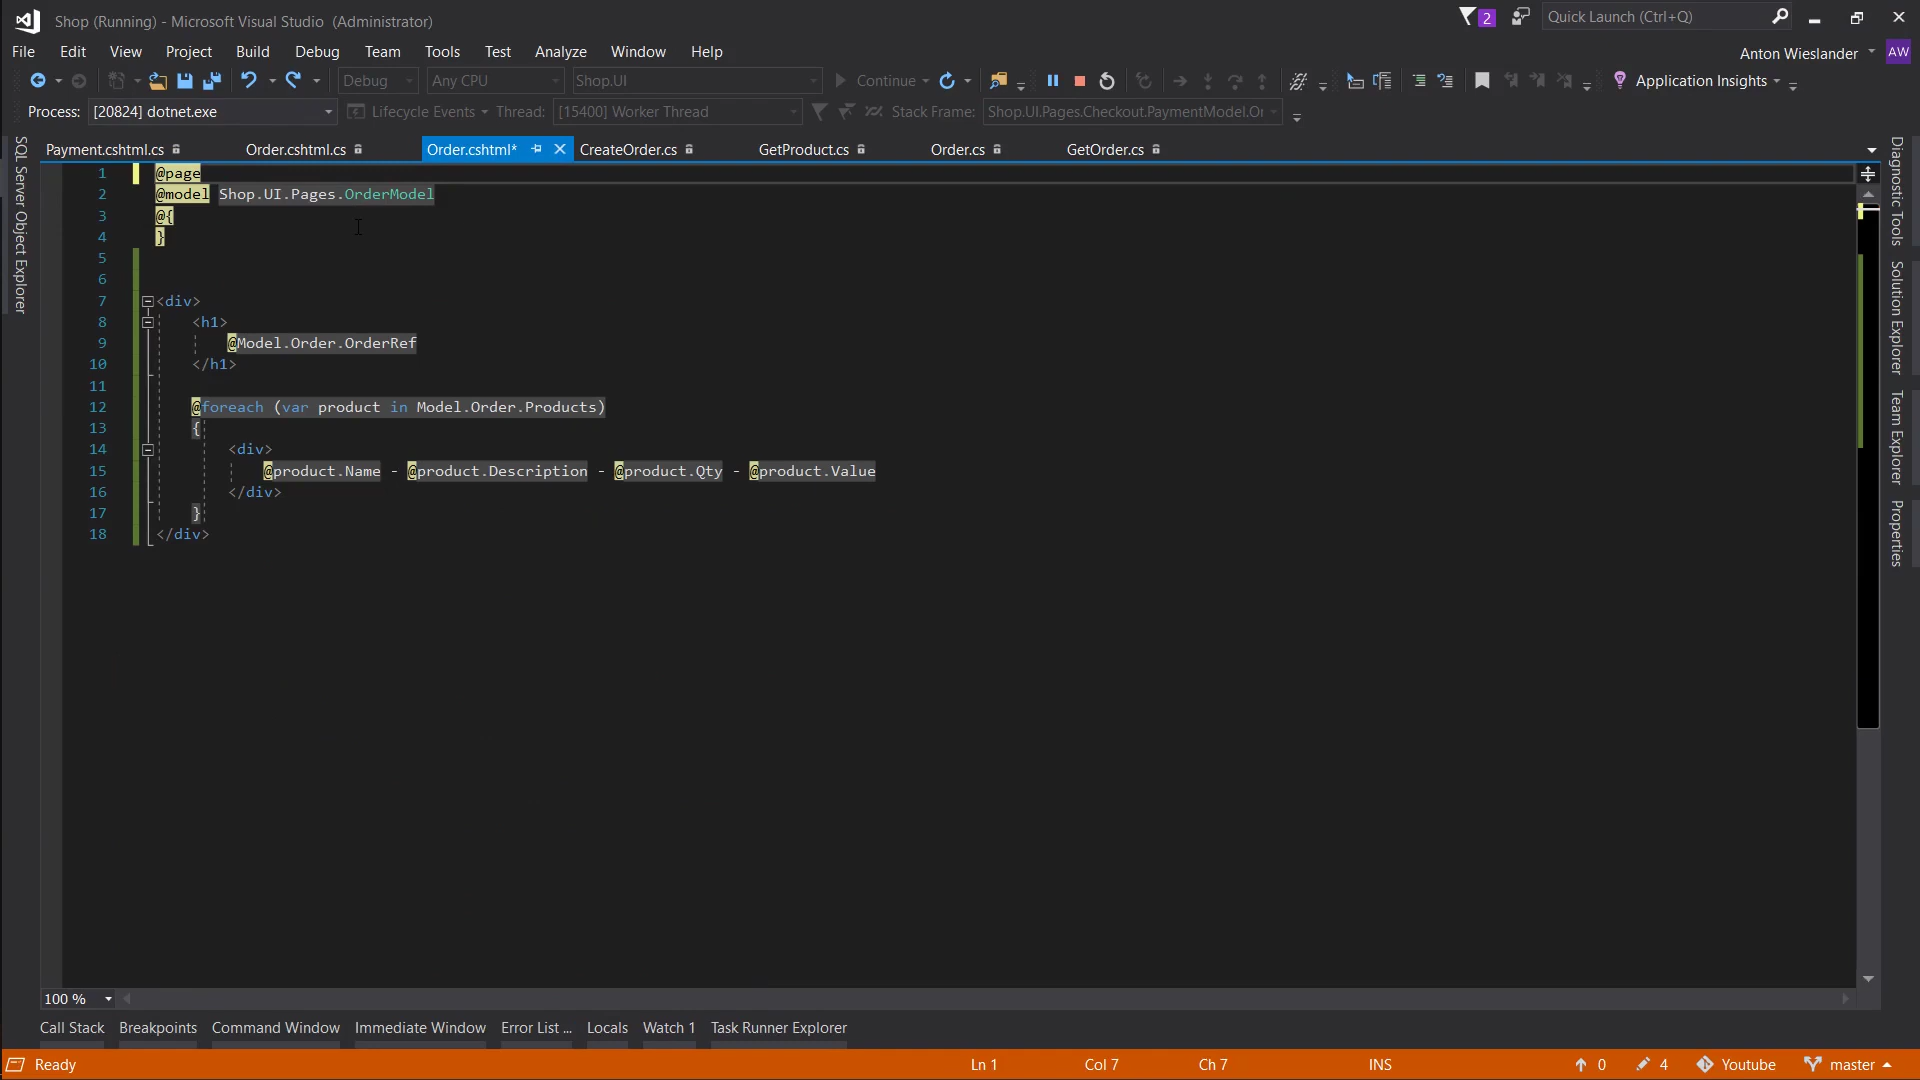 Shop (Running) - Microsoft Visual Studio (Administrator)
2
Quick Launch (Ctrl+Q)
File Edit View Project Build Debug Team Tools Test Analyze Window Help
Anton Wieslander AW
Debug Any CPU Shop.UI Continue Application Insights
Process: [20824] dotnet.exe Lifecycle Events Thread: [15400] Worker Thread Stack Frame: Shop.UI.Pages.Checkout.PaymentModel.Or
Payment.cshtml.cs Order.cshtml.cs Order.cshtml* CreateOrder.cs GetProduct.cs Order.cs GetOrder.cs
SQL Server Object Explorer
1 @page
2 @model Shop.UI.Pages.OrderModel
3 @{
4 }
5
6
7 <div>
8 <h1>
9 @Model.Order.OrderRef
10 </h1>
11
12 @foreach (var product in Model.Order.Products)
13 {
14 <div>
15 @product.Name - @product.Description - @product.Qty - @product.Value
16 </div>
17 }
18 </div>
Diagnostic Tools
Solution Explorer
Team Explorer
Properties
100 %
Call Stack Breakpoints Command Window Immediate Window Error List ... Locals Watch 1 Task Runner Explorer
Ready Ln 1 Col 7 Ch 7 INS 0 4 Youtube master